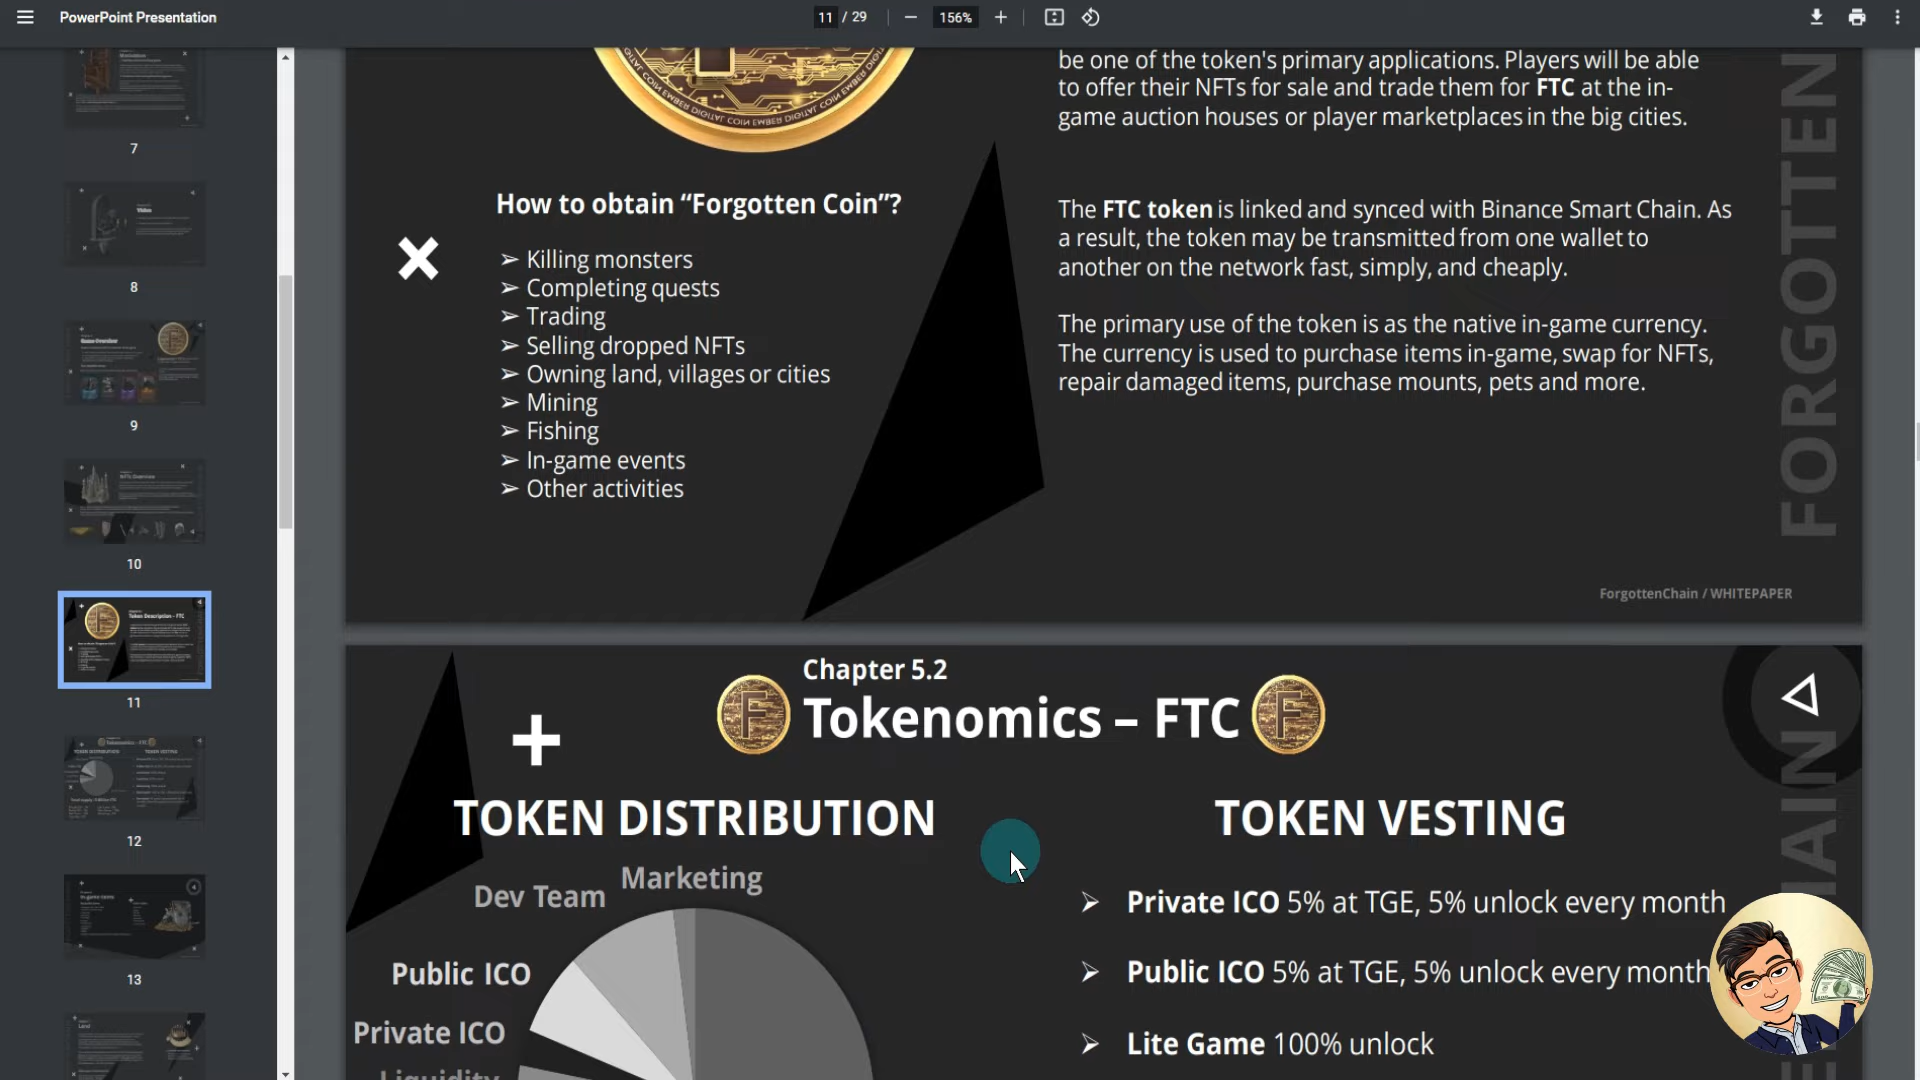 PowerPoint Presentation
11 / 29
156%
7
8
9
10
11
12
13
DIGITAL COIN EMBER DIGITAL COIN EMBER DIGITAL COIN
be one of the token's primary applications. Players will be able
to offer their NFTs for sale and trade them for FTC at the in-
game auction houses or player marketplaces in the big cities.
How to obtain “Forgotten Coin”?
➢ Killing monsters
➢ Completing quests
➢ Trading
➢ Selling dropped NFTs
➢ Owning land, villages or cities
➢ Mining
➢ Fishing
➢ In-game events
➢ Other activities
The FTC token is linked and synced with Binance Smart Chain. As
a result, the token may be transmitted from one wallet to
another on the network fast, simply, and cheaply.
The primary use of the token is as the native in-game currency.
The currency is used to purchase items in-game, swap for NFTs,
repair damaged items, purchase mounts, pets and more.
FORGOTTEN
ForgottenChain / WHITEPAPER
Chapter 5.2
Tokenomics – FTC
TOKEN DISTRIBUTION
Marketing
Dev Team
Public ICO
Private ICO
Liquidity
TOKEN VESTING
➢ Private ICO 5% at TGE, 5% unlock every month
➢ Public ICO 5% at TGE, 5% unlock every month
➢ Lite Game 100% unlock